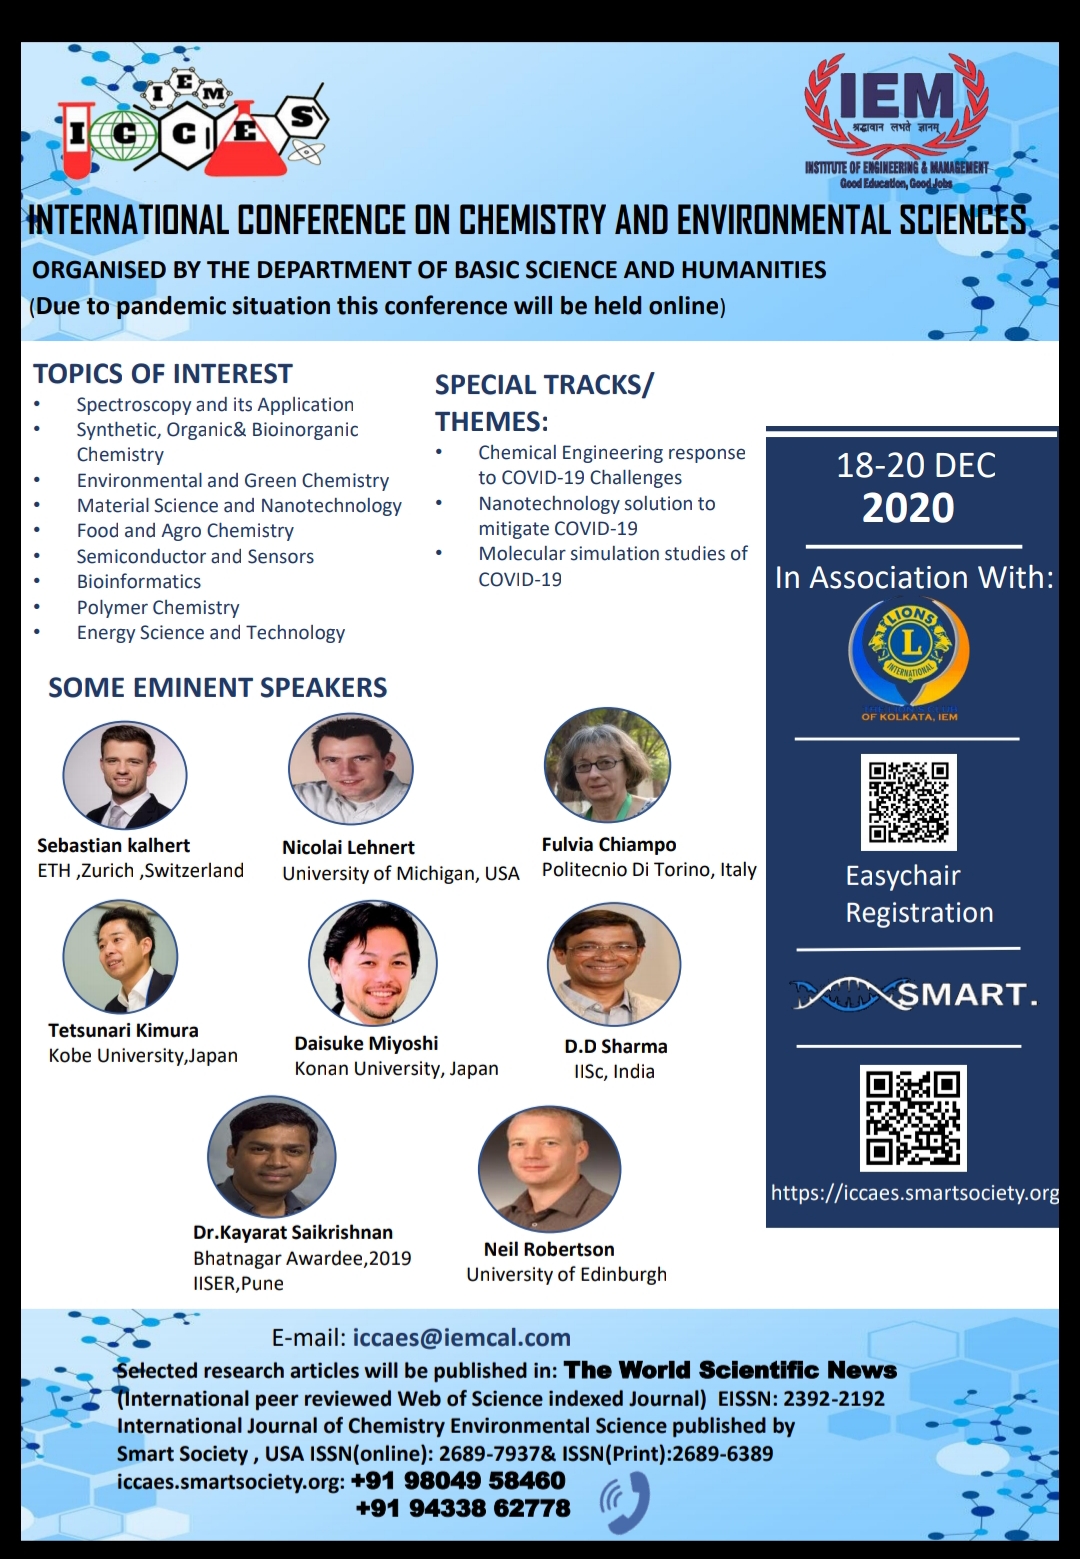 I E M
I C C E S
IEM
श्रद्धावान लभते ज्ञानम्
INSTITUTE OF ENGINEERING & MANAGEMENT
Good Education, Good Jobs
INTERNATIONAL CONFERENCE ON CHEMISTRY AND ENVIRONMENTAL SCIENCES
ORGANISED BY THE DEPARTMENT OF BASIC SCIENCE AND HUMANITIES
(Due to pandemic situation this conference will be held online)
TOPICS OF INTEREST
• Spectroscopy and its Application
• Synthetic, Organic& Bioinorganic
Chemistry
• Environmental and Green Chemistry
• Material Science and Nanotechnology
• Food and Agro Chemistry
• Semiconductor and Sensors
• Bioinformatics
• Polymer Chemistry
• Energy Science and Technology
SPECIAL TRACKS/
THEMES:
• Chemical Engineering response
to COVID-19 Challenges
• Nanotechnology solution to
mitigate COVID-19
• Molecular simulation studies of
COVID-19
18-20 DEC
2020
In Association With:
LIONS
L
INTERNATIONAL
OF KOLKATA, IEM
Easychair
Registration
SMART.
https://iccaes.smartsociety.org
SOME EMINENT SPEAKERS
Sebastian kalhert
ETH ,Zurich ,Switzerland
Nicolai Lehnert
University of Michigan, USA
Fulvia Chiampo
Politecnio Di Torino, Italy
Tetsunari Kimura
Kobe University,Japan
Daisuke Miyoshi
Konan University, Japan
D.D Sharma
IISc, India
Dr.Kayarat Saikrishnan
Bhatnagar Awardee,2019
IISER,Pune
Neil Robertson
University of Edinburgh
E-mail: iccaes@iemcal.com
Selected research articles will be published in: The World Scientific News
(International peer reviewed Web of Science indexed Journal) EISSN: 2392-2192
International Journal of Chemistry Environmental Science published by
Smart Society , USA ISSN(online): 2689-7937& ISSN(Print):2689-6389
iccaes.smartsociety.org: +91 98049 58460
+91 94338 62778